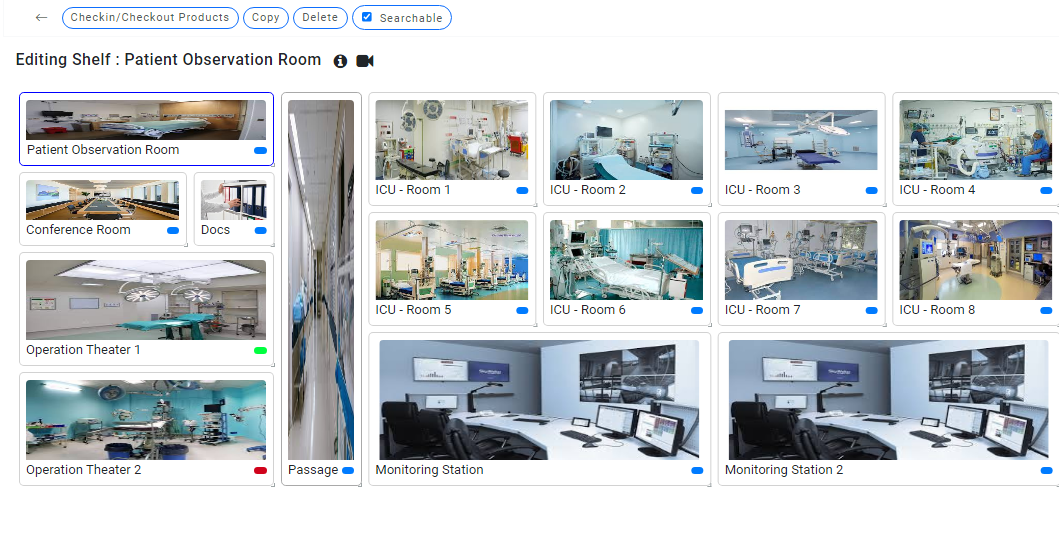 Checkin/Checkout Products Copy Delete Searchable
Editing Shelf : Patient Observation Room
Patient Observation Room
Conference Room
Docs
Operation Theater 1
Operation Theater 2
Passage
ICU - Room 1
ICU - Room 2
ICU - Room 3
ICU - Room 4
ICU - Room 5
ICU - Room 6
ICU - Room 7
ICU - Room 8
Monitoring Station
Monitoring Station 2